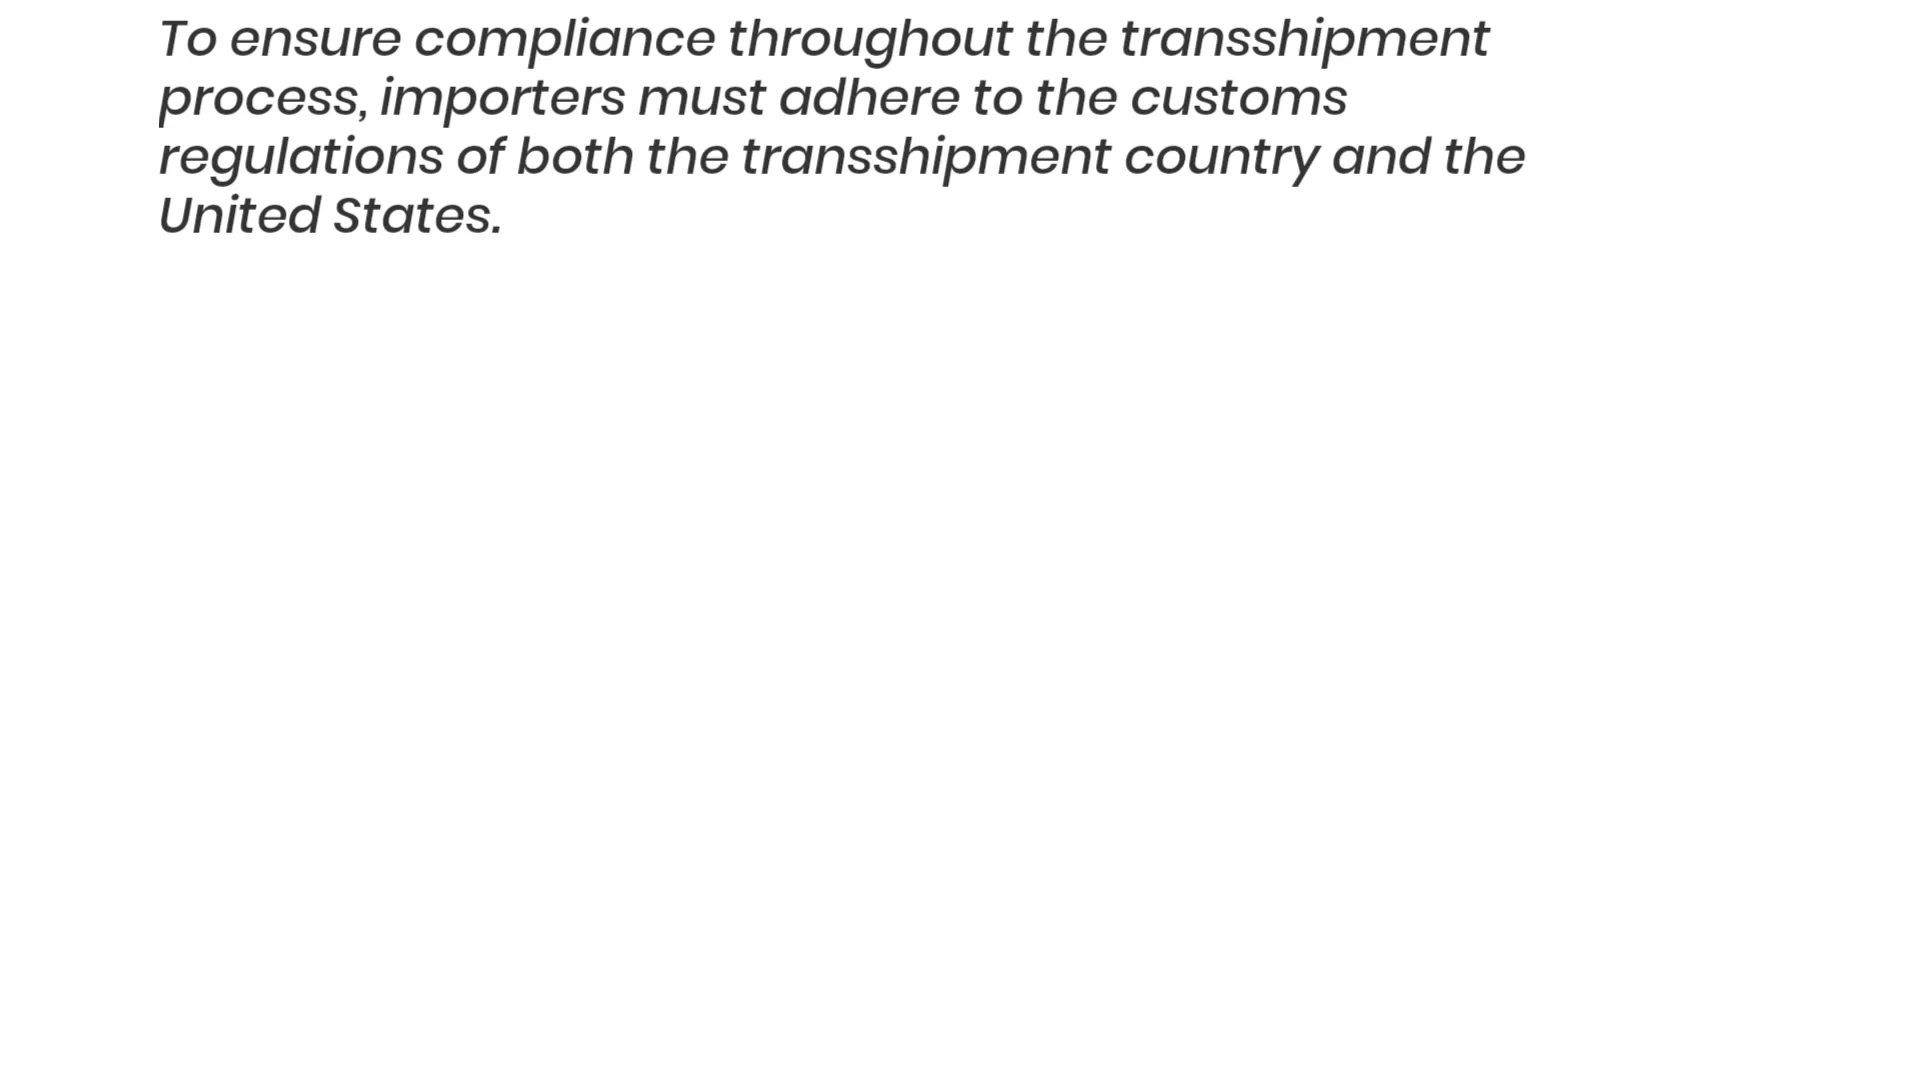 To ensure compliance throughout the transshipment
process, importers must adhere to the customs
regulations of both the transshipment country and the
United States.